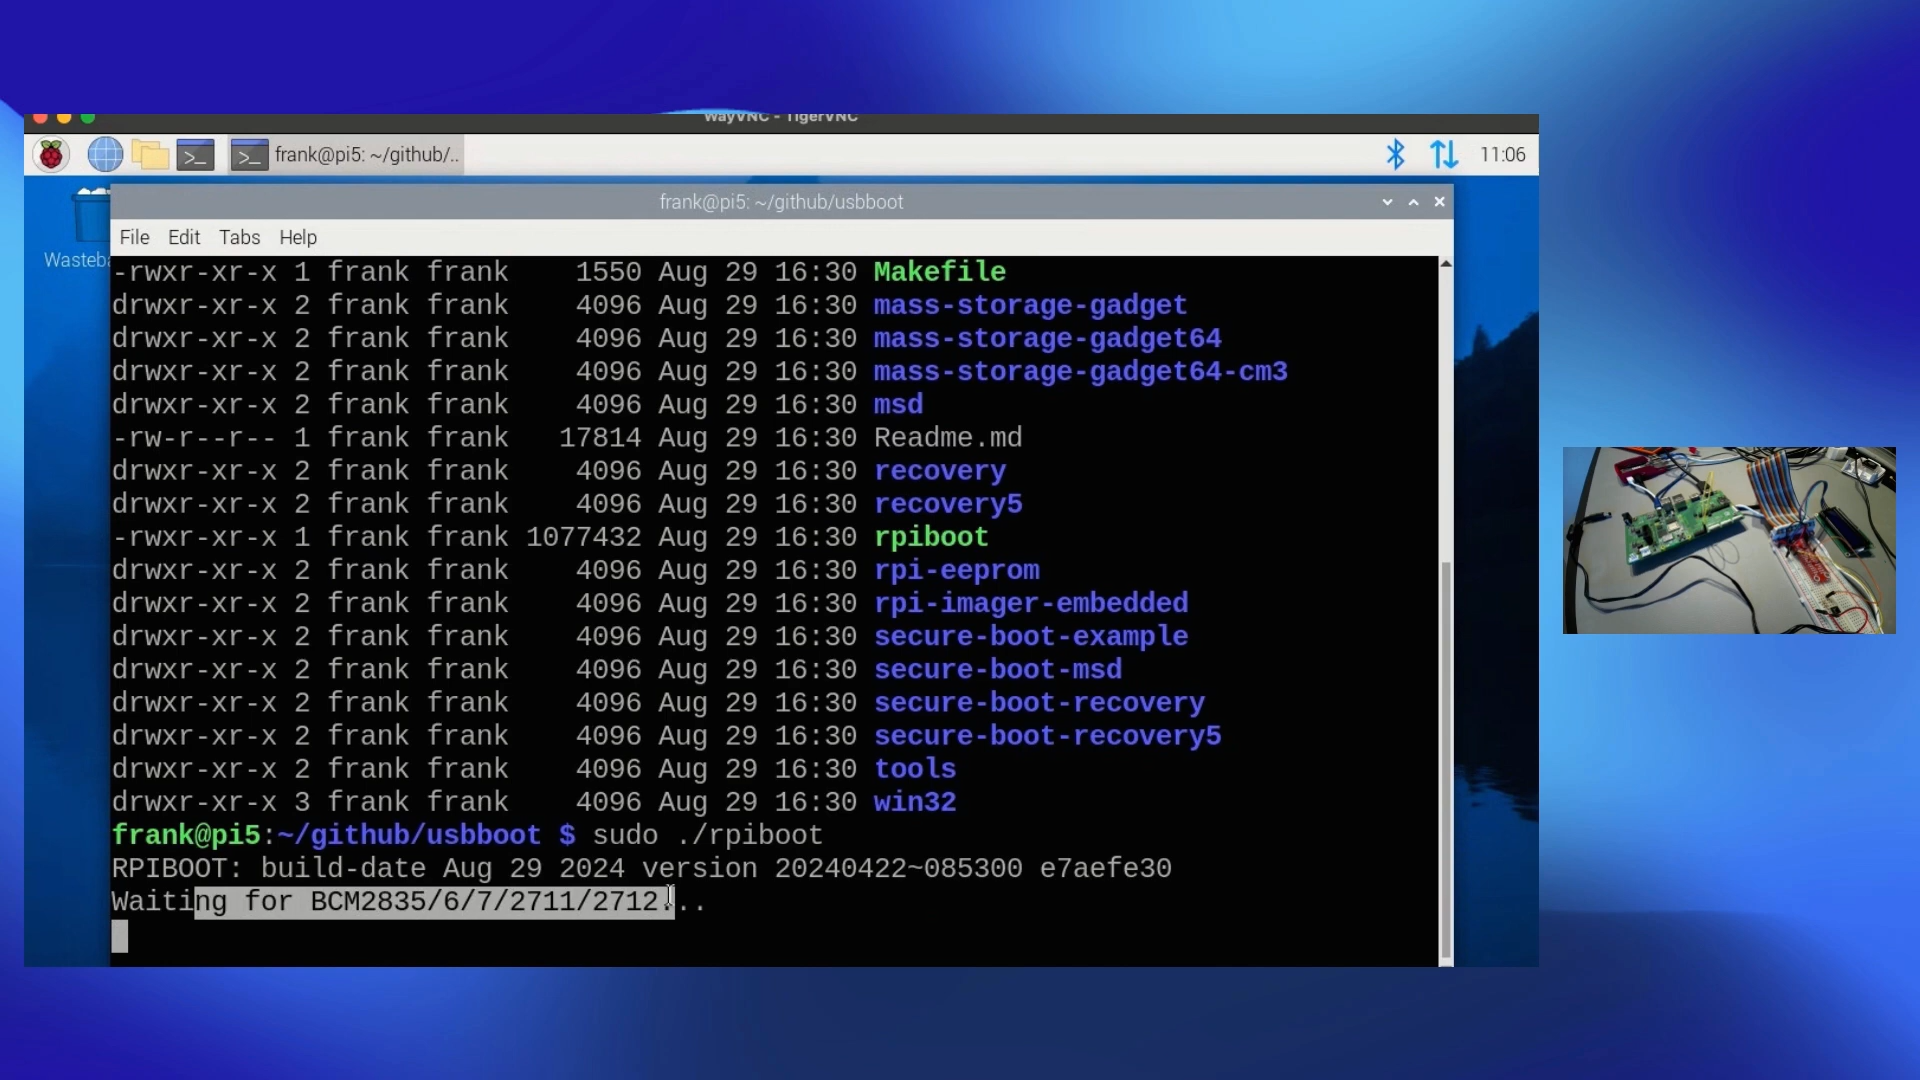 WayVNC - TigerVNC
frank@pi5: ~/github/..
11:06
frank@pi5: ~/github/usbboot
File Edit Tabs Help
Wasteba
-rwxr-xr-x 1 frank frank 1550 Aug 29 16:30 Makefile
drwxr-xr-x 2 frank frank 4096 Aug 29 16:30 mass-storage-gadget
drwxr-xr-x 2 frank frank 4096 Aug 29 16:30 mass-storage-gadget64
drwxr-xr-x 2 frank frank 4096 Aug 29 16:30 mass-storage-gadget64-cm3
drwxr-xr-x 2 frank frank 4096 Aug 29 16:30 msd
-rw-r--r-- 1 frank frank 17814 Aug 29 16:30 Readme.md
drwxr-xr-x 2 frank frank 4096 Aug 29 16:30 recovery
drwxr-xr-x 2 frank frank 4096 Aug 29 16:30 recovery5
-rwxr-xr-x 1 frank frank 1077432 Aug 29 16:30 rpiboot
drwxr-xr-x 2 frank frank 4096 Aug 29 16:30 rpi-eeprom
drwxr-xr-x 2 frank frank 4096 Aug 29 16:30 rpi-imager-embedded
drwxr-xr-x 2 frank frank 4096 Aug 29 16:30 secure-boot-example
drwxr-xr-x 2 frank frank 4096 Aug 29 16:30 secure-boot-msd
drwxr-xr-x 2 frank frank 4096 Aug 29 16:30 secure-boot-recovery
drwxr-xr-x 2 frank frank 4096 Aug 29 16:30 secure-boot-recovery5
drwxr-xr-x 2 frank frank 4096 Aug 29 16:30 tools
drwxr-xr-x 3 frank frank 4096 Aug 29 16:30 win32
frank@pi5:~/github/usbboot $ sudo ./rpiboot
RPIBOOT: build-date Aug 29 2024 version 20240422~085300 e7aefe30
Waiting for BCM2835/6/7/2711/2712...